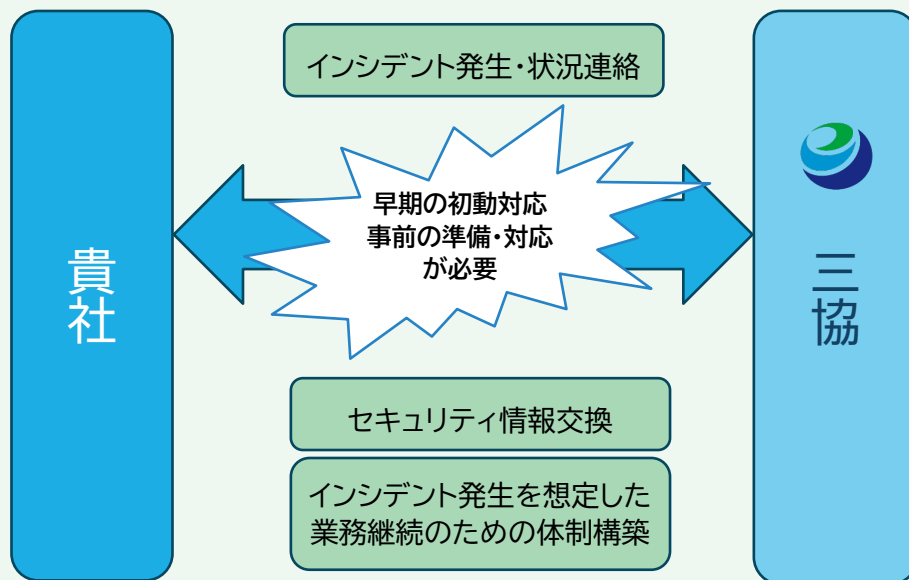 インシデント発生・状況連絡
貴社
早期の初動対応
事前の準備・対応
が必要
三協
セキュリティ情報交換
インシデント発生を想定した
業務継続のための体制構築